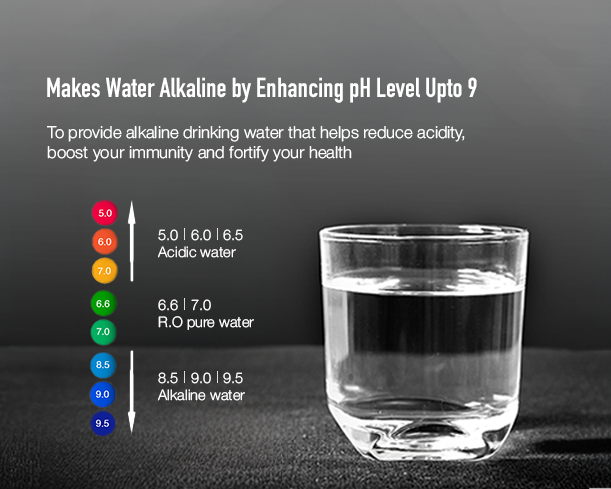 Makes Water Alkaline by Enhancing pH Level Upto 9
To provide alkaline drinking water that helps reduce acidity,
boost your immunity and fortify your health
5.0
6.0
7.0
5.0 | 6.0 | 6.5
Acidic water
6.6
7.0
6.6 | 7.0
R.O pure water
8.5
9.0
9.5
8.5 | 9.0 | 9.5
Alkaline water